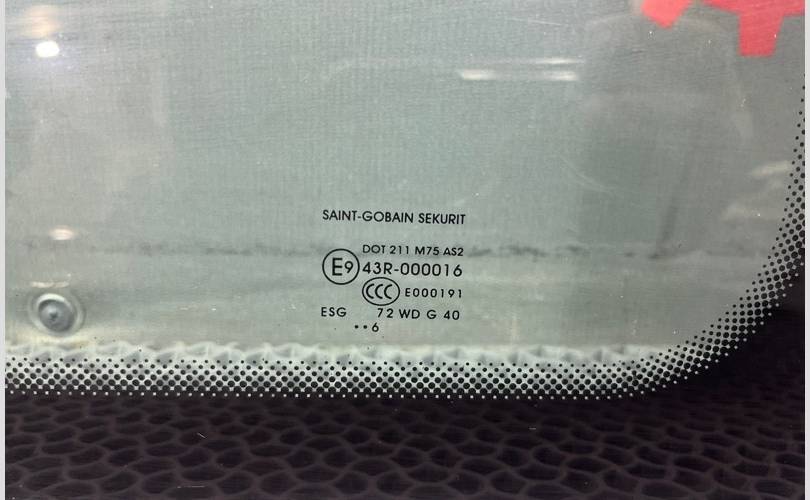 SAINT-GOBAIN SEKURIT
DOT 211 M75 AS2
E9 43R-000016
CCC E000191
ESG 72 WD G 40
••6